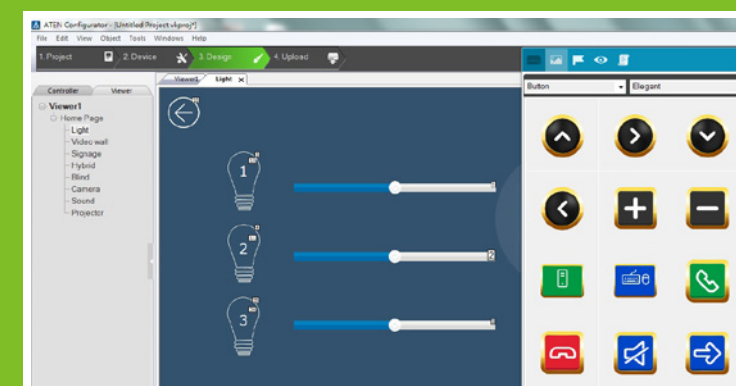 ATEN Configurator - [Untitled Project.vkproj*]
File Edit View Object Tools Windows Help
1. Project 2. Device 3. Design 4. Upload
Viewer1 Light x
Button Elegant
Controller Viewer
Viewer1
Home Page
Light
Video wall
Signage
Hybrid
Blind
Camera
Sound
Projector
1
2
2
3